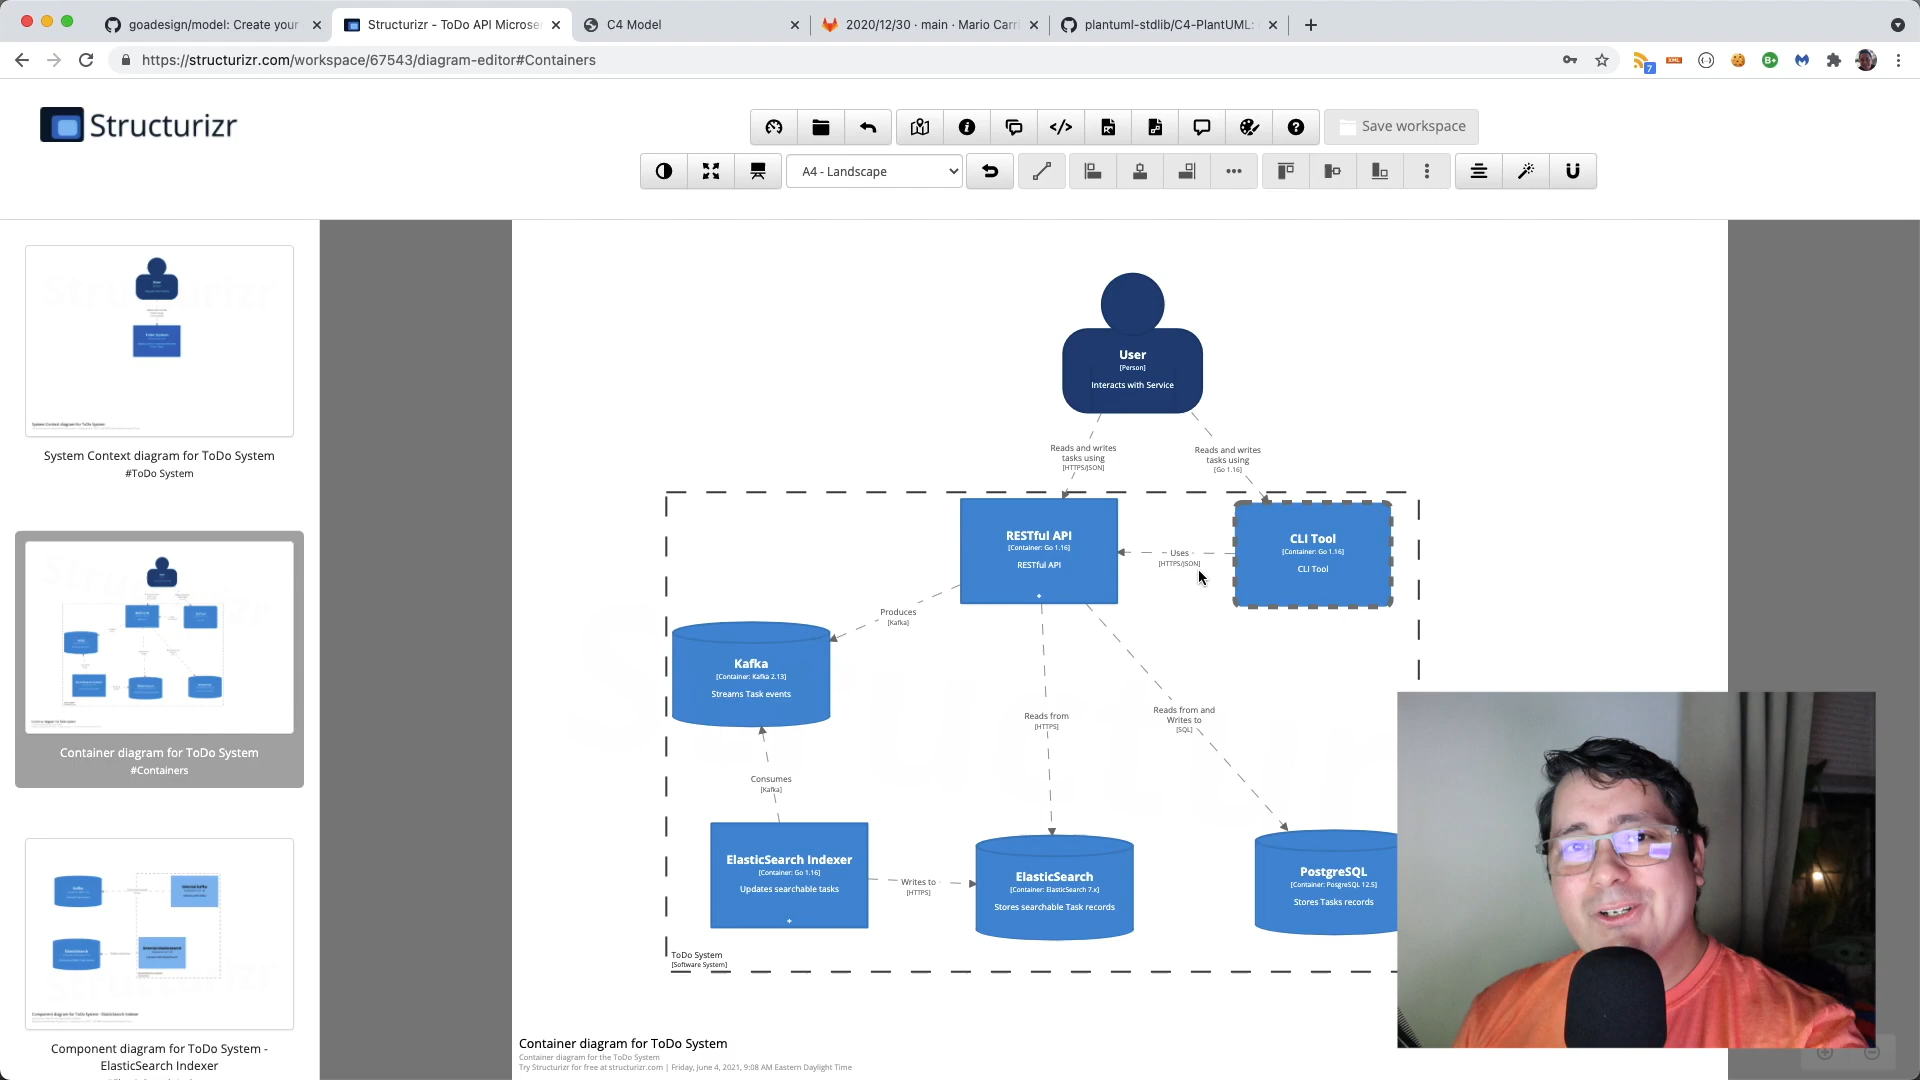 goadesign/model: Create your
Structurizr - ToDo API Microser
C4 Model
2020/12/30 · main · Mario Carri
plantuml-stdlib/C4-PlantUML:
https://structurizr.com/workspace/67543/diagram-editor#Containers
7
XML
B+
Structurizr
Save workspace
A4 - Landscape
System Context diagram for ToDo System
#ToDo System
Container diagram for ToDo System
#Containers
Component diagram for ToDo System -
ElasticSearch Indexer
User
[Person]
Interacts with Service
Reads and writes
tasks using
[HTTPS/JSON]
Reads and writes
tasks using
[Go 1.16]
RESTful API
[Container: Go 1.16]
RESTful API
Uses
[HTTPS/JSON]
CLI Tool
[Container: Go 1.16]
CLI Tool
Produces
[Kafka]
Kafka
[Container: Kafka 2.13]
Streams Task events
Reads from
[HTTPS]
Reads from and
Writes to
[SQL]
Consumes
[Kafka]
ElasticSearch Indexer
[Container: Go 1.16]
Updates searchable tasks
Writes to
[HTTPS]
ElasticSearch
[Container: ElasticSearch 7.x]
Stores searchable Task records
PostgreSQL
[Container: PostgreSQL 12.5]
Stores Tasks records
ToDo System
[Software System]
Container diagram for ToDo System
Container diagram for the ToDo System
Try Structurizr for free at structurizr.com | Friday, June 4, 2021, 9:08 AM Eastern Daylight Time